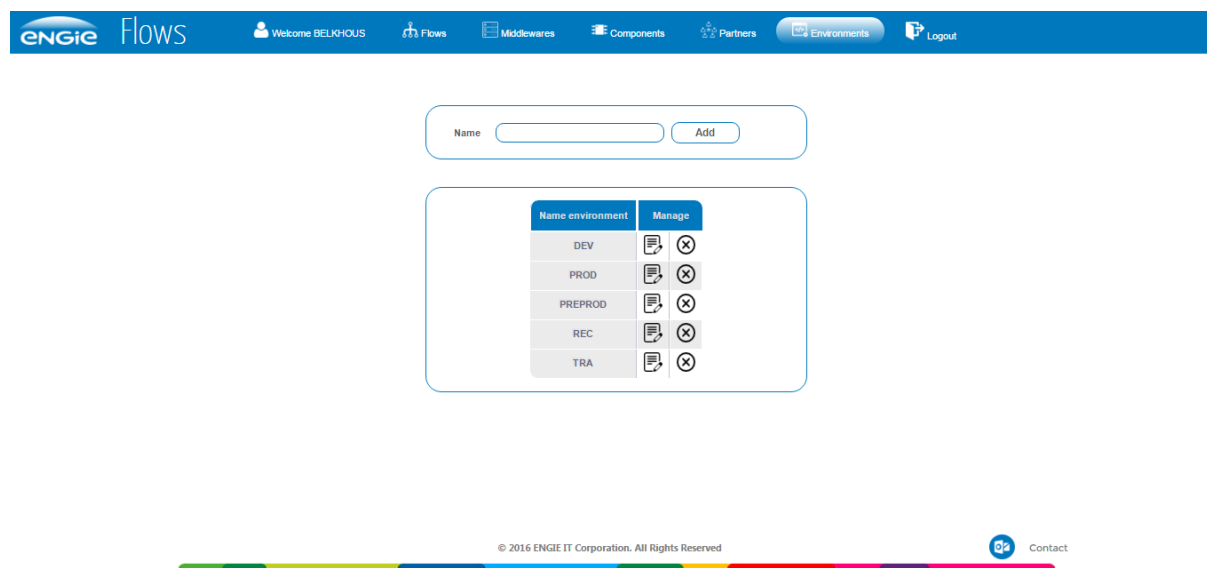 ENGIE Flows Welcome BELKHOUS Flows Middlewares Components Partners Environments Logout
Name Add
Name environment Manage
DEV
PROD
PREPROD
REC
TRA
© 2016 ENGIE IT Corporation. All Rights Reserved Contact